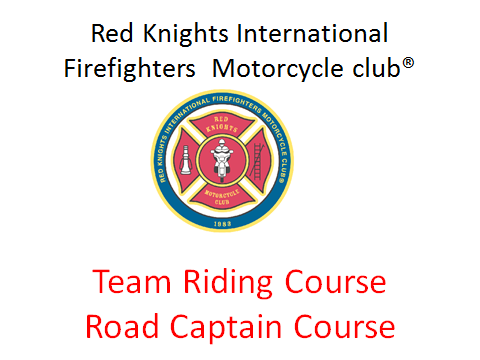 Red Knights International
Firefighters  Motorcycle club®
RED KNIGHTS INTERNATIONAL FIREFIGHTERS MOTORCYCLE CLUB®
RED
KNIGHTS
MOTORCYCLE
CLUB
1982
Team Riding Course
Road Captain Course